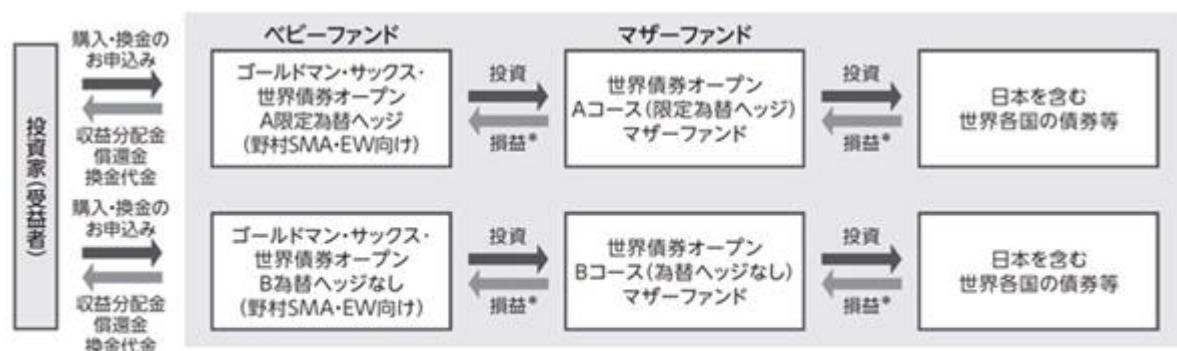 ベビーファンド
マザーファンド
投資家(受益者)
購入・換金の
お申込み
収益分配金
償還金
換金代金
ゴールドマン・サックス・
世界債券オープン
A限定為替ヘッジ
(野村SMA・EW向け)
投資
損益*
世界債券オープン
Aコース(限定為替ヘッジ)
マザーファンド
投資
損益*
日本を含む
世界各国の債券等
購入・換金の
お申込み
収益分配金
償還金
換金代金
ゴールドマン・サックス・
世界債券オープン
B為替ヘッジなし
(野村SMA・EW向け)
投資
損益*
世界債券オープン
Bコース(為替ヘッジなし)
マザーファンド
投資
損益*
日本を含む
世界各国の債券等